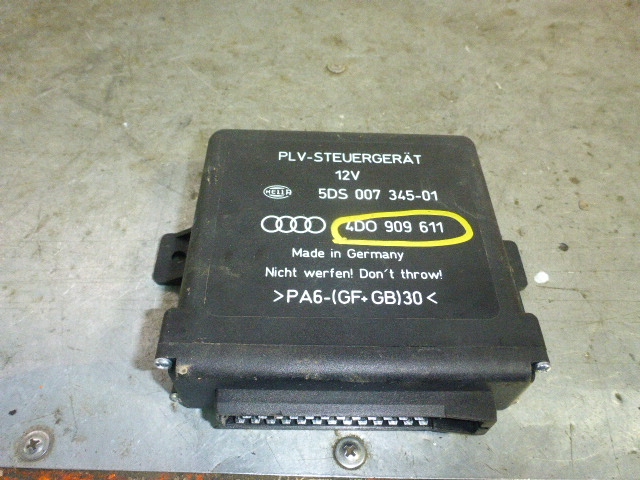 PLV-STEUERGERÄT
12V
HELLA 5DS 007 345-01
4D0 909 611
Made in Germany
Nicht werfen! Don't throw!
>PA6-(GF+GB)30<